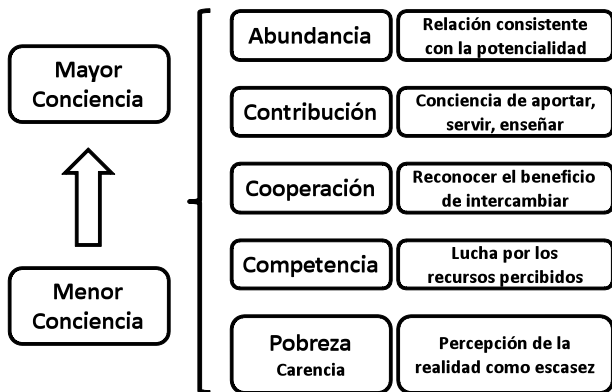 Mayor
Conciencia
Menor
Conciencia
Abundancia
Relación consistente
con la potencialidad
Contribución
Conciencia de aportar,
servir, enseñar
Cooperación
Reconocer el beneficio
de intercambiar
Competencia
Lucha por los
recursos percibidos
Pobreza
Carencia
Percepción de la
realidad como escasez